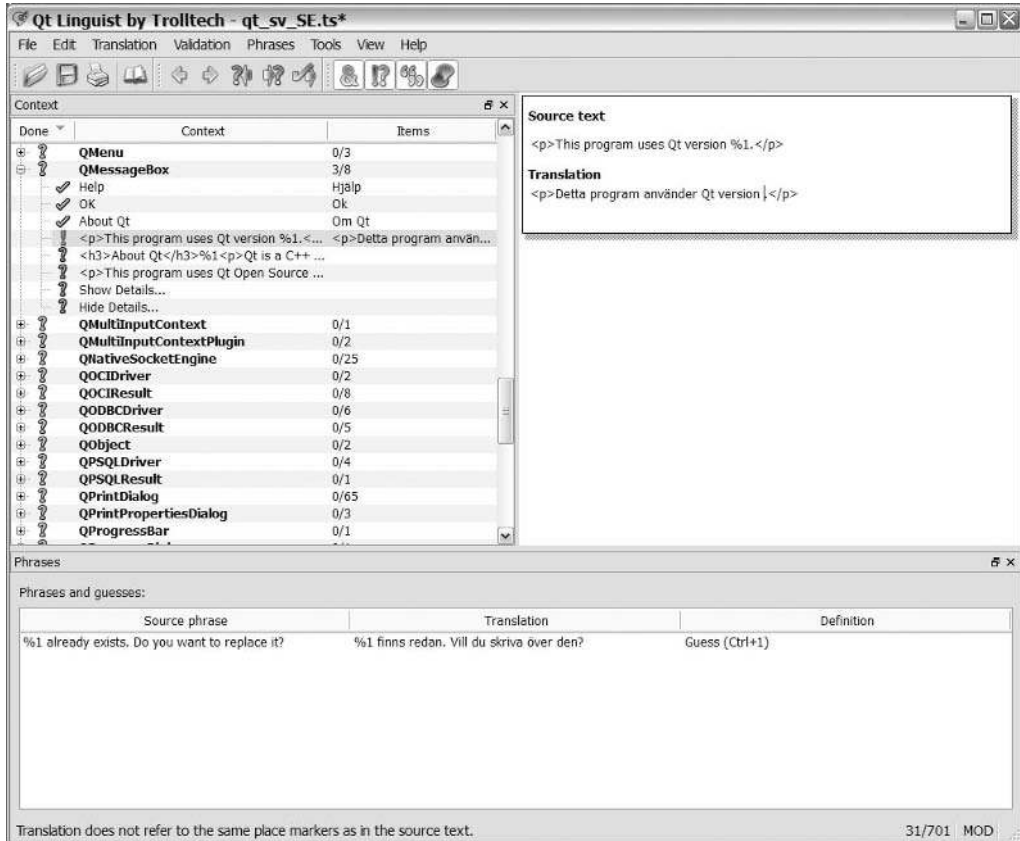 Qt Linguist by Trolltech - qt_sv_SE.ts*
File Edit Translation Validation Phrases Tools View Help
Context
Done Context Items
QMenu 0/3
QMessageBox 3/8
Help Hjälp
OK Ok
About Qt Om Qt
<p>This program uses Qt version %1.<... <p>Detta program använ...
<h3>About Qt</h3>%1<p>Qt is a C++ ...
<p>This program uses Qt Open Source ...
Show Details...
Hide Details...
QMultiInputContext 0/1
QMultiInputContextPlugin 0/2
QNativeSocketEngine 0/25
QOCIDriver 0/2
QOCIResult 0/8
QODBCDriver 0/6
QODBCResult 0/5
QObject 0/2
QPSQLDriver 0/4
QPSQLResult 0/1
QPrintDialog 0/65
QPrintPropertiesDialog 0/3
QProgressBar 0/1
Source text
<p>This program uses Qt version %1.</p>
Translation
<p>Detta program använder Qt version .</p>
Phrases
Phrases and guesses:
Source phrase Translation Definition
%1 already exists. Do you want to replace it? %1 finns redan. Vill du skriva över den? Guess (Ctrl+1)
Translation does not refer to the same place markers as in the source text. 31/701 MOD